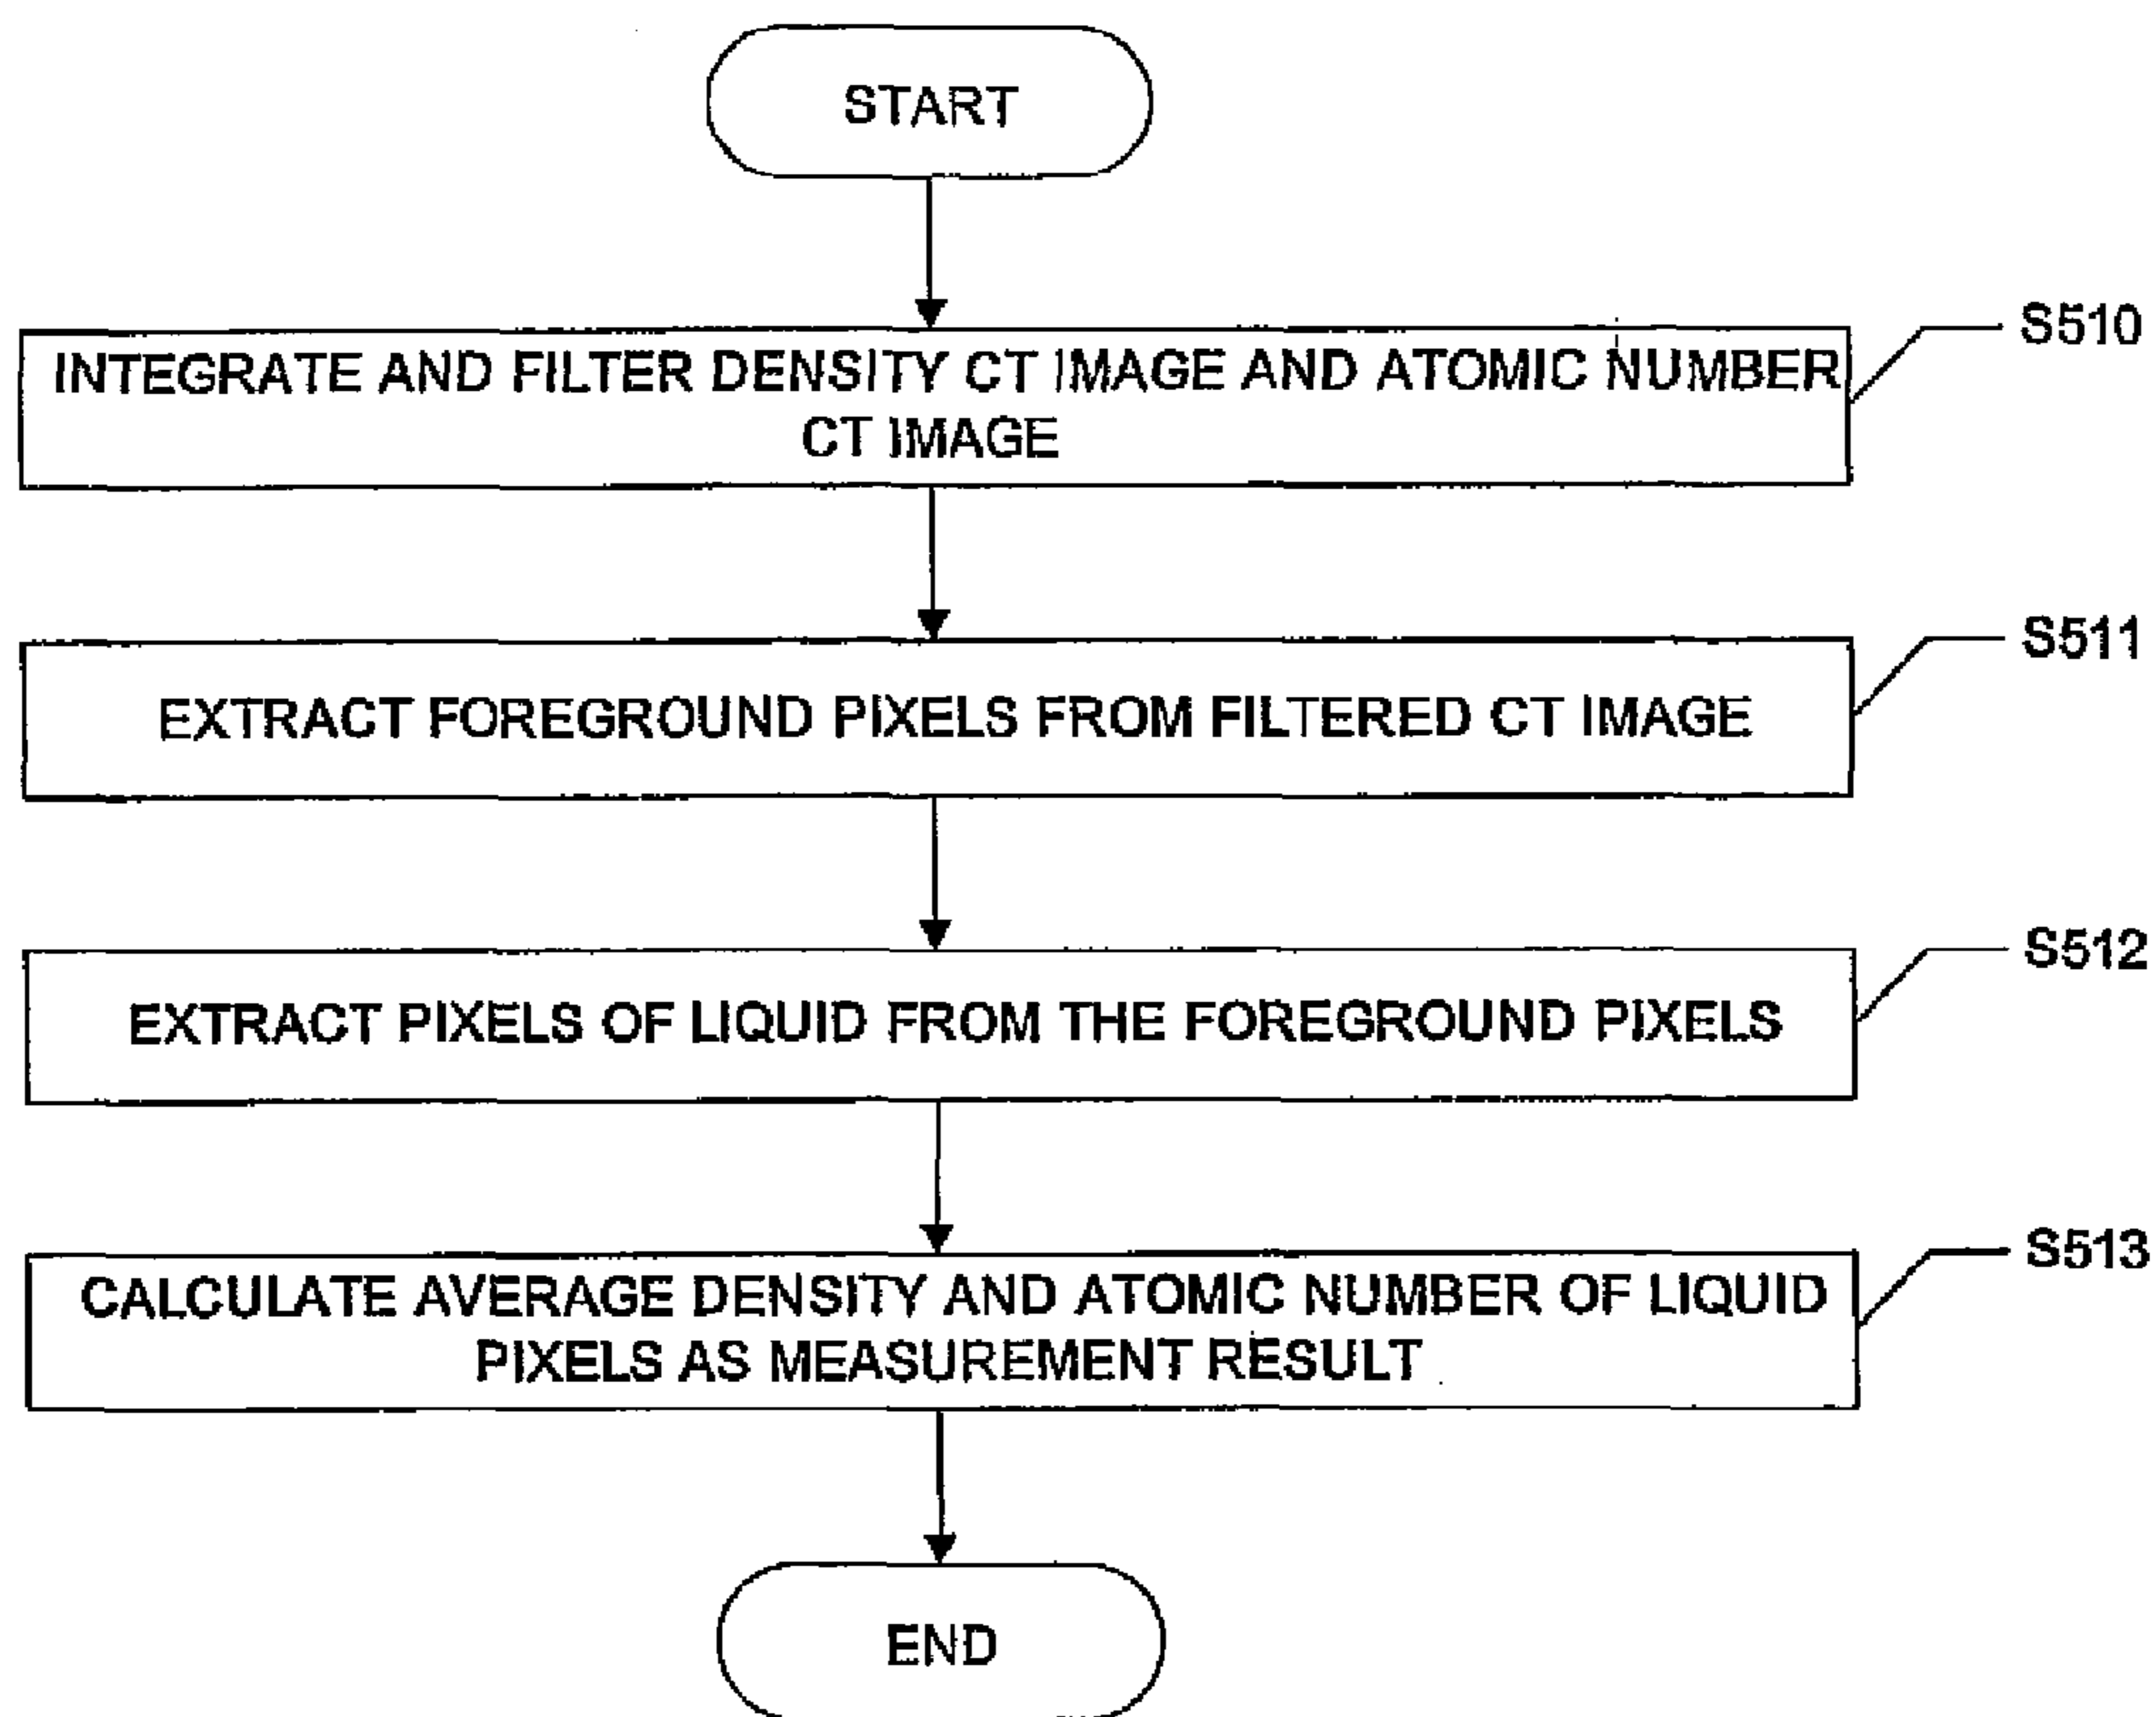 START
S510
INTEGRATE AND FILTER DENSITY CT IMAGE AND ATOMIC NUMBER
CT IMAGE
S511
EXTRACT FOREGROUND PIXELS FROM FILTERED CT IMAGE
S512
EXTRACT PIXELS OF LIQUID FROM THE FOREGROUND PIXELS
S513
CALCULATE AVERAGE DENSITY AND ATOMIC NUMBER OF LIQUID
PIXELS AS MEASUREMENT RESULT
END